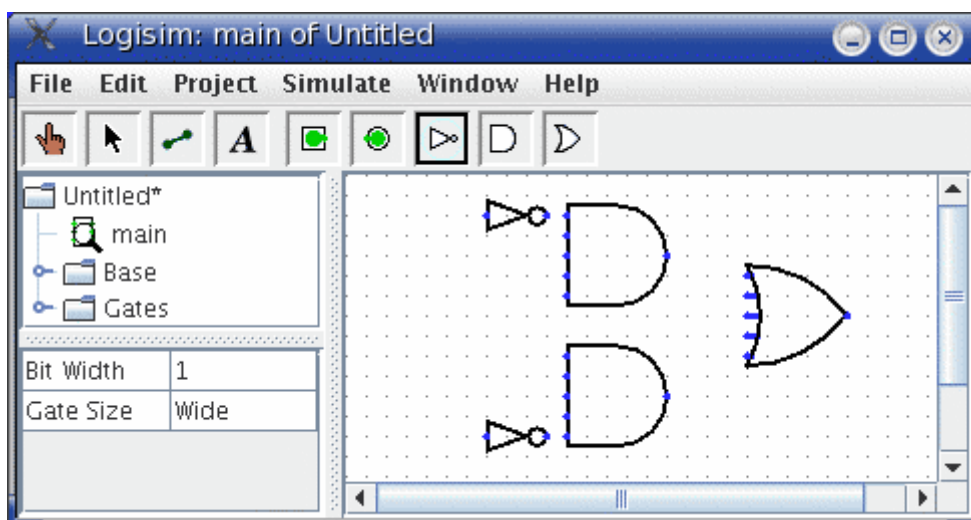 Logisim: main of Untitled
File Edit Project Simulate Window Help
A
Untitled*
main
Base
Gates
Bit Width 1
Gate Size Wide